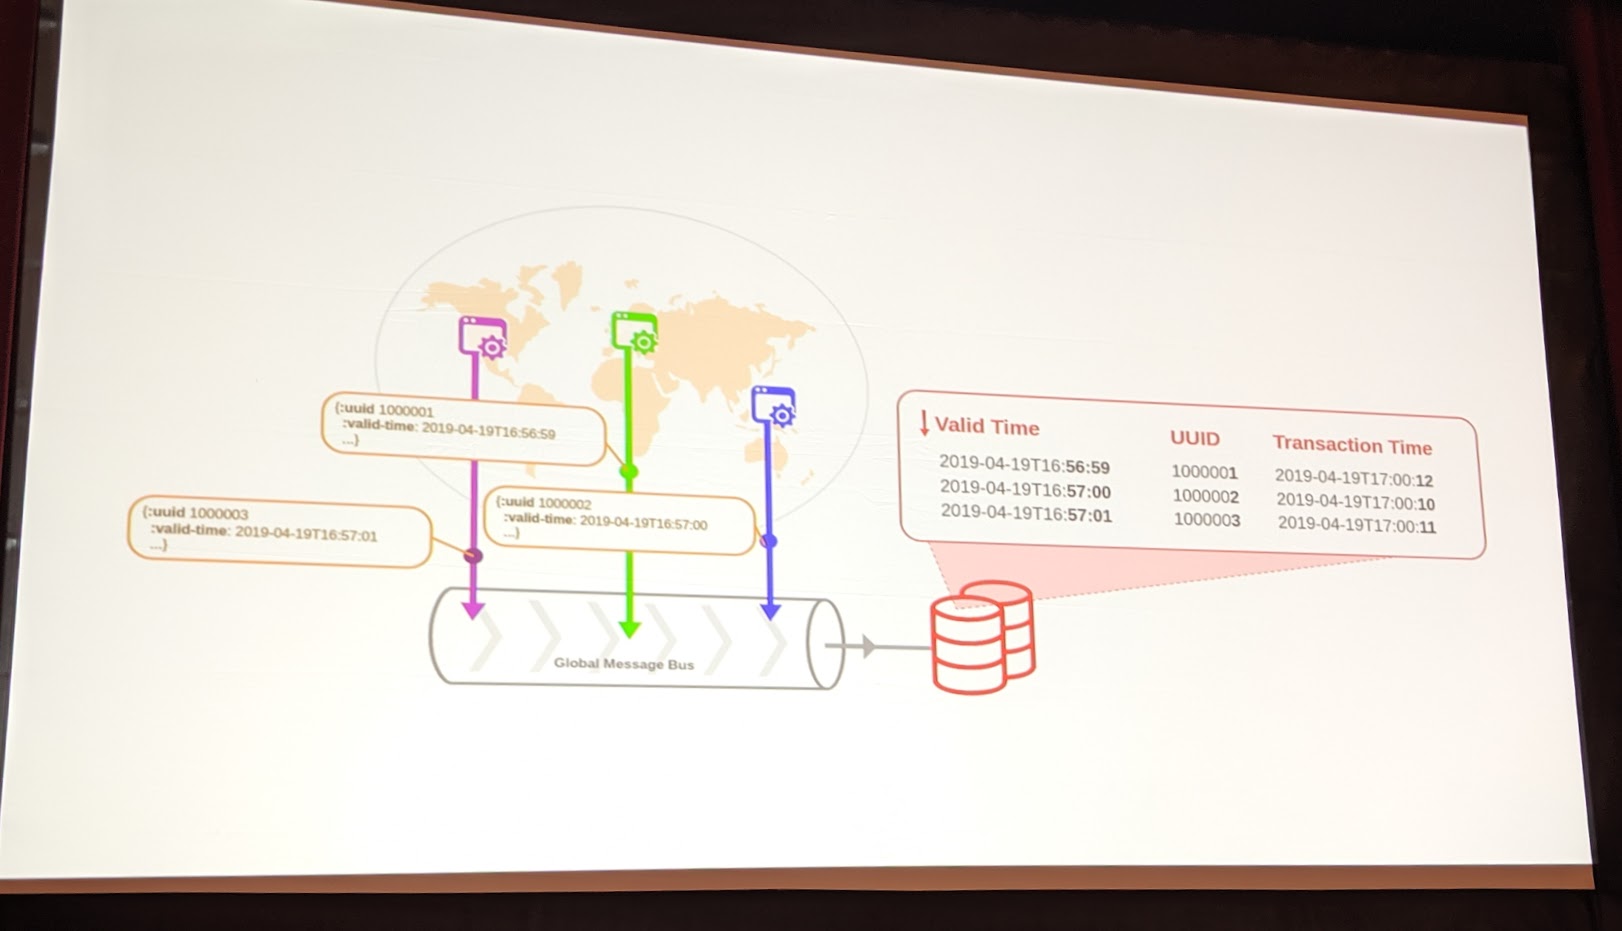 {:uuid 1000001
:valid-time: 2019-04-19T16:56:59
...}
{:uuid 1000002
:valid-time: 2019-04-19T16:57:00
...}
{:uuid 1000003
:valid-time: 2019-04-19T16:57:01
...}
Global Message Bus
↓ Valid Time UUID Transaction Time
2019-04-19T16:56:59 1000001 2019-04-19T17:00:12
2019-04-19T16:57:00 1000002 2019-04-19T17:00:10
2019-04-19T16:57:01 1000003 2019-04-19T17:00:11